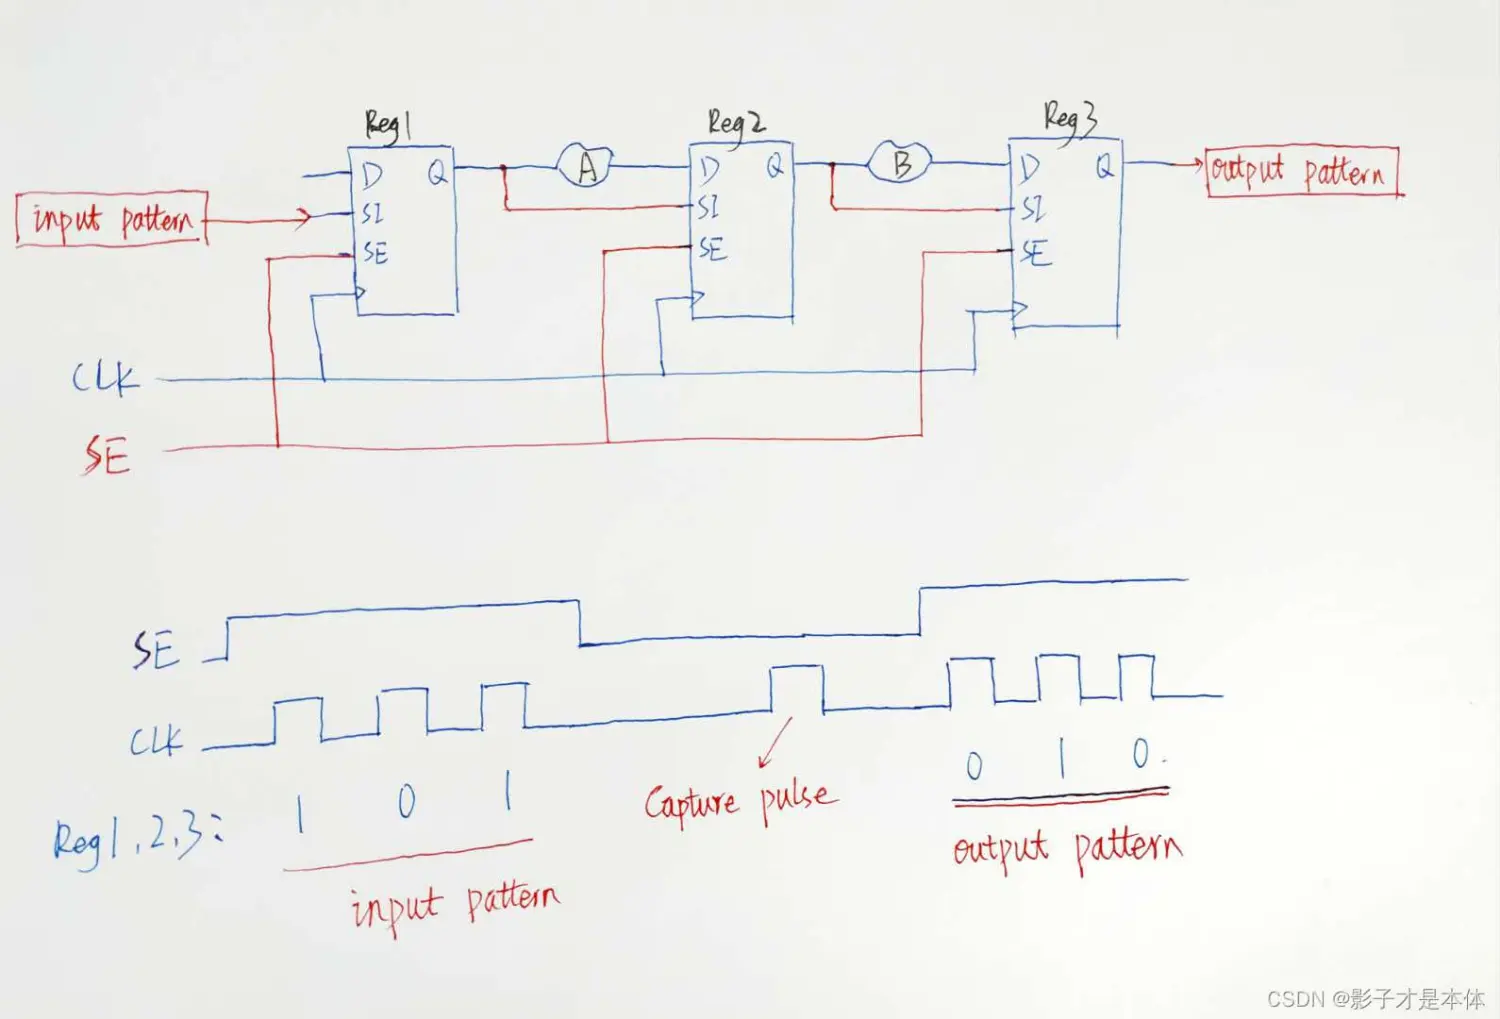 Reg1 Reg2 Reg3
D Q A D Q B D Q output pattern
input pattern SI SI SI
SE SE SE
CLK
SE
SE
CLK
Capture pulse
0 1 0.
Reg1,2,3: 1 0 1
output pattern
input pattern
CSDN @影子才是本体